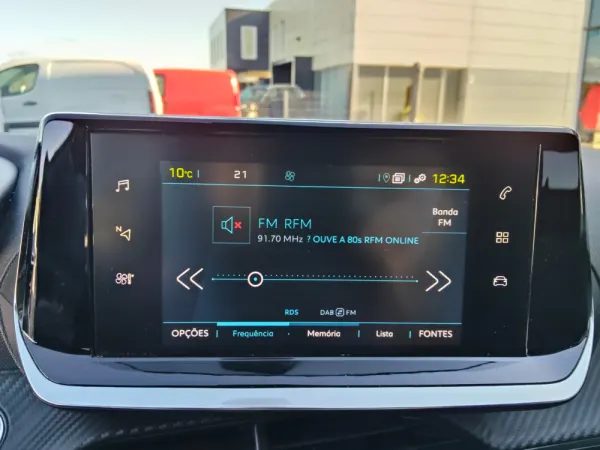 10°C 21 12:34
FM RFM
Banda
FM
91.70 MHz ? OUVE A 80s RFM ONLINE
N
RDS DAB FM
OPÇÕES Frequência Memória Lista FONTES